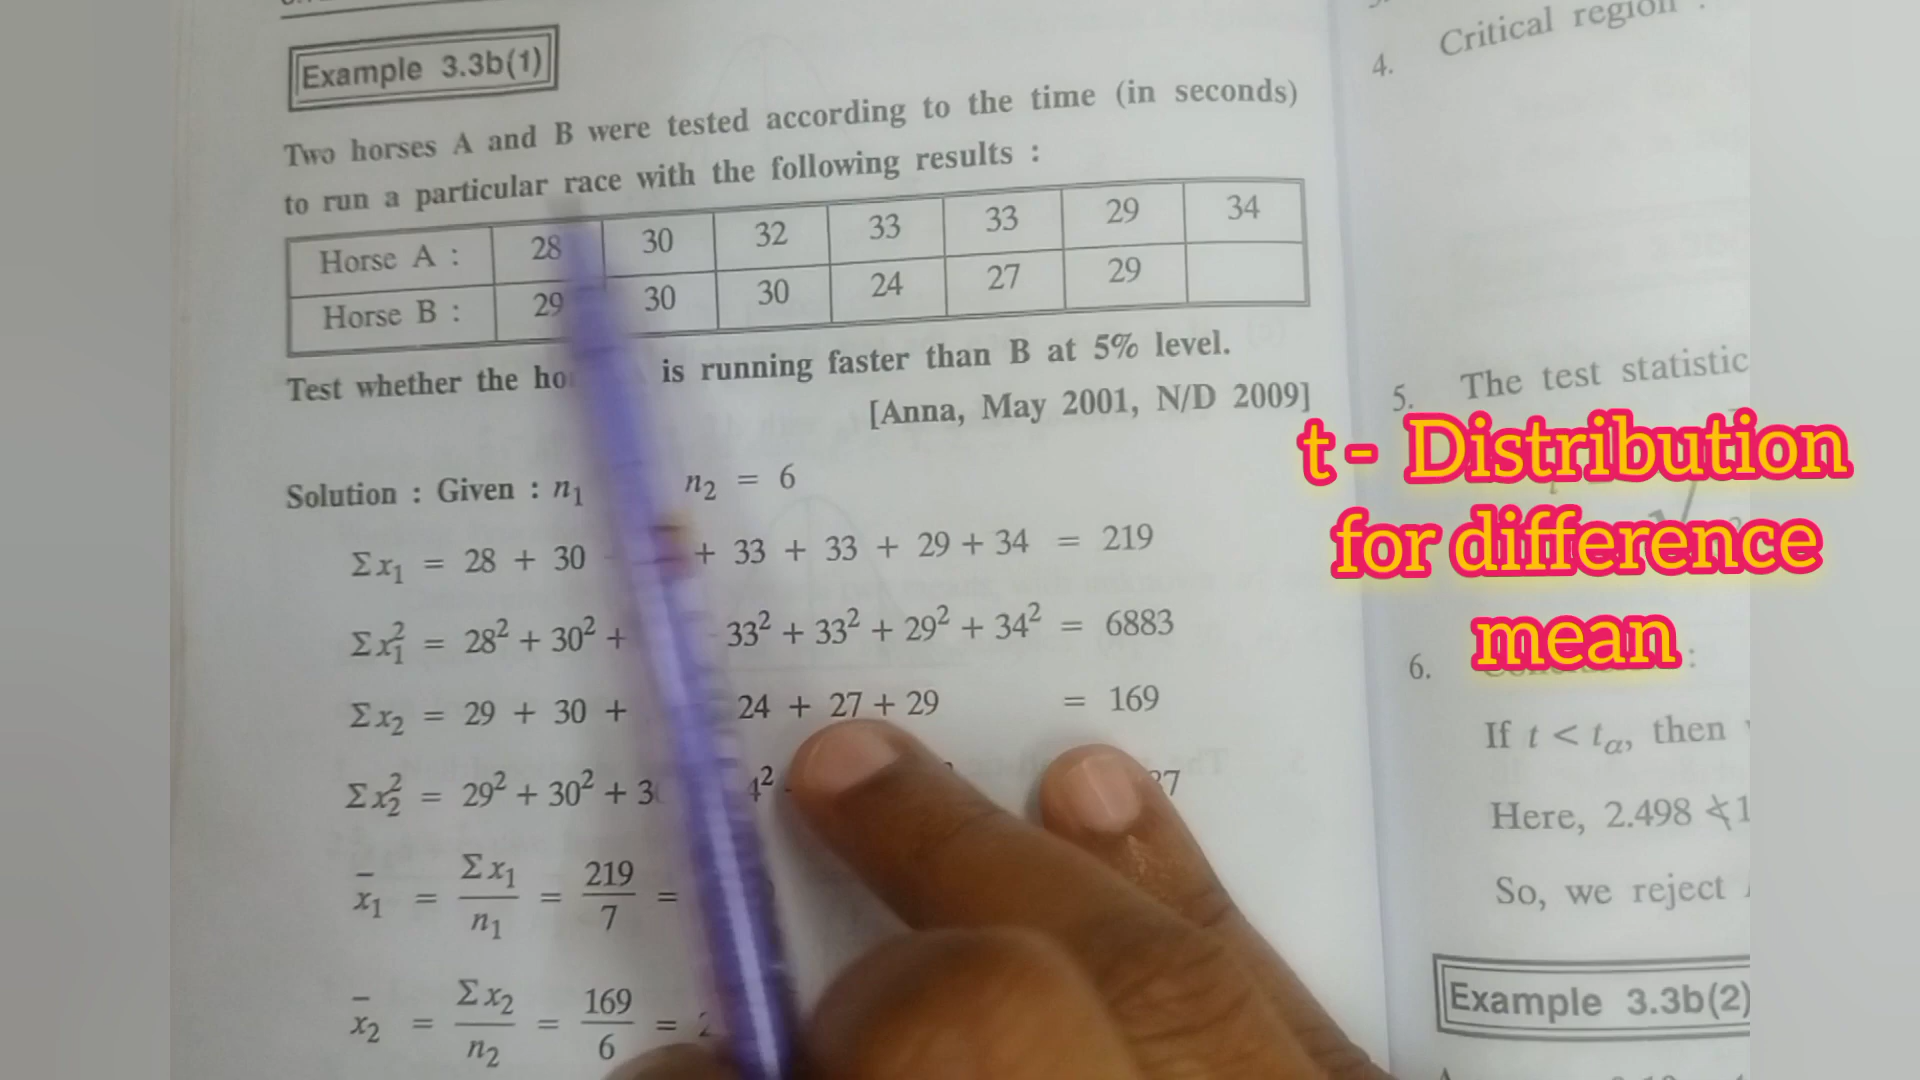 Example 3.3b(1)
Two horses A and B were tested according to the time (in seconds)
to run a particular race with the following results :
Horse A : 28 30 32 33 33 29 34
Horse B : 29 30 30 24 27 29
Test whether the is running faster than B at 5% level.
[Anna, May 2001, N/D 2009]
Solution : Given : n₁ n₂ = 6
Σx₁ = 28 + 30 + 33 + 33 + 29 + 34 = 219
Σx₁² = 28² + 30² + 33² + 33² + 29² + 34² = 6883
Σx₂ = 29 + 30 + 24 + 27 + 29 = 169
Σx₂² = 29² + 30² +
x̄₁ = Σx₁ / n₁ = 219 / 7 =
x̄₂ = Σx₂ / n₂ = 169 / 6 =
4. Critical region :
5. The test statistic
6.
If t < tα, then
Here, 2.498 ≮ 1
So, we reject
Example 3.3b(2)
t - Distribution
for difference
mean